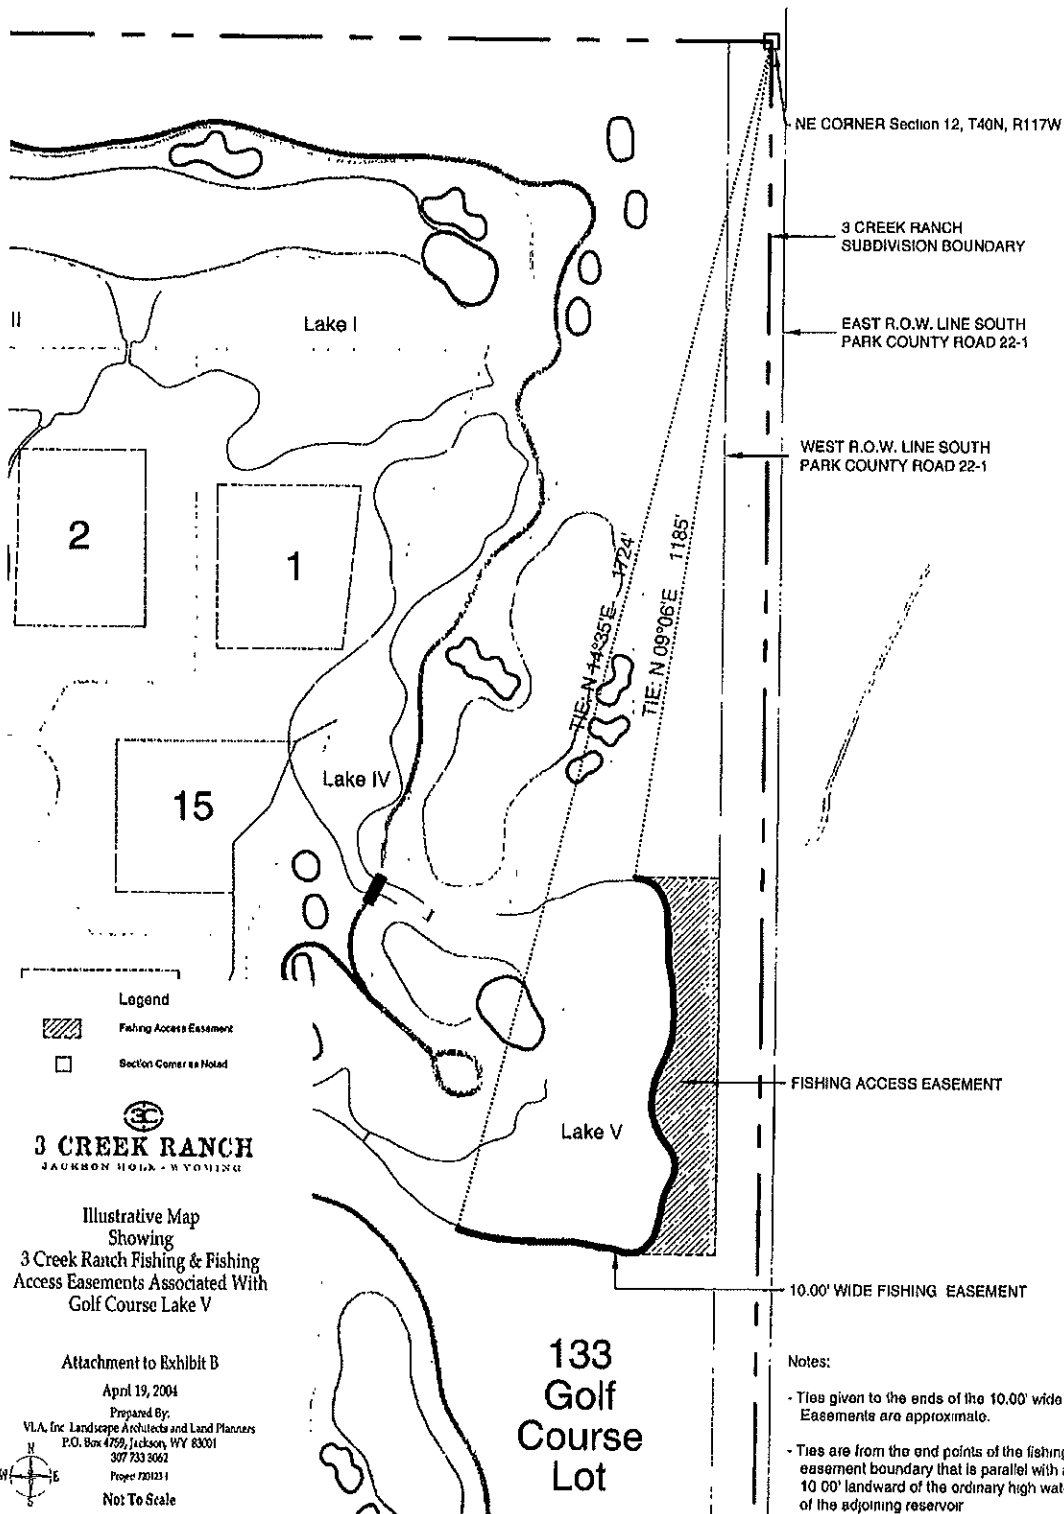 NE CORNER Section 12, T40N, R117W
3 CREEK RANCH
SUBDIVISION BOUNDARY
EAST R.O.W. LINE SOUTH
PARK COUNTY ROAD 22-1
WEST R.O.W. LINE SOUTH
PARK COUNTY ROAD 22-1
II
Lake I
2
1
TIE: N 14°35'E 1724'
TIE: N 09°06'E 1185'
15
Lake IV
Legend
Fishing Access Easement
Section Corner as Noted
FISHING ACCESS EASEMENT
Lake V
3C
3 CREEK RANCH
JACKSON HOLE - WYOMING
Illustrative Map
Showing
3 Creek Ranch Fishing & Fishing
Access Easements Associated With
Golf Course Lake V
10.00' WIDE FISHING EASEMENT
Attachment to Exhibit B
April 19, 2004
Prepared By:
VLA, Inc Landscape Architects and Land Planners
P.O. Box 4759, Jackson, WY 83001
307 733 3062
Project
N
W E
S
Not To Scale
133
Golf
Course
Lot
Notes:
- Ties given to the ends of the 10.00' wide
Easements are approximate.
- Ties are from the end points of the fishing
easement boundary that is parallel with a
10 00' landward of the ordinary high wat
of the adjoining reservoir